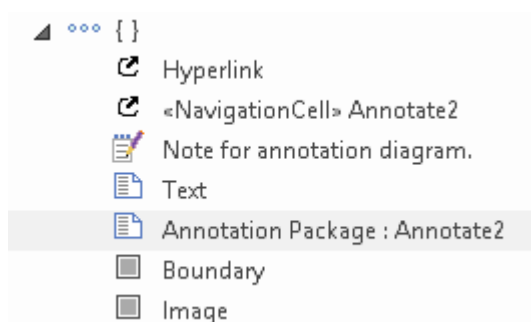 { }
Hyperlink
«NavigationCell» Annotate2
Note for annotation diagram.
Text
Annotation Package : Annotate2
Boundary
Image